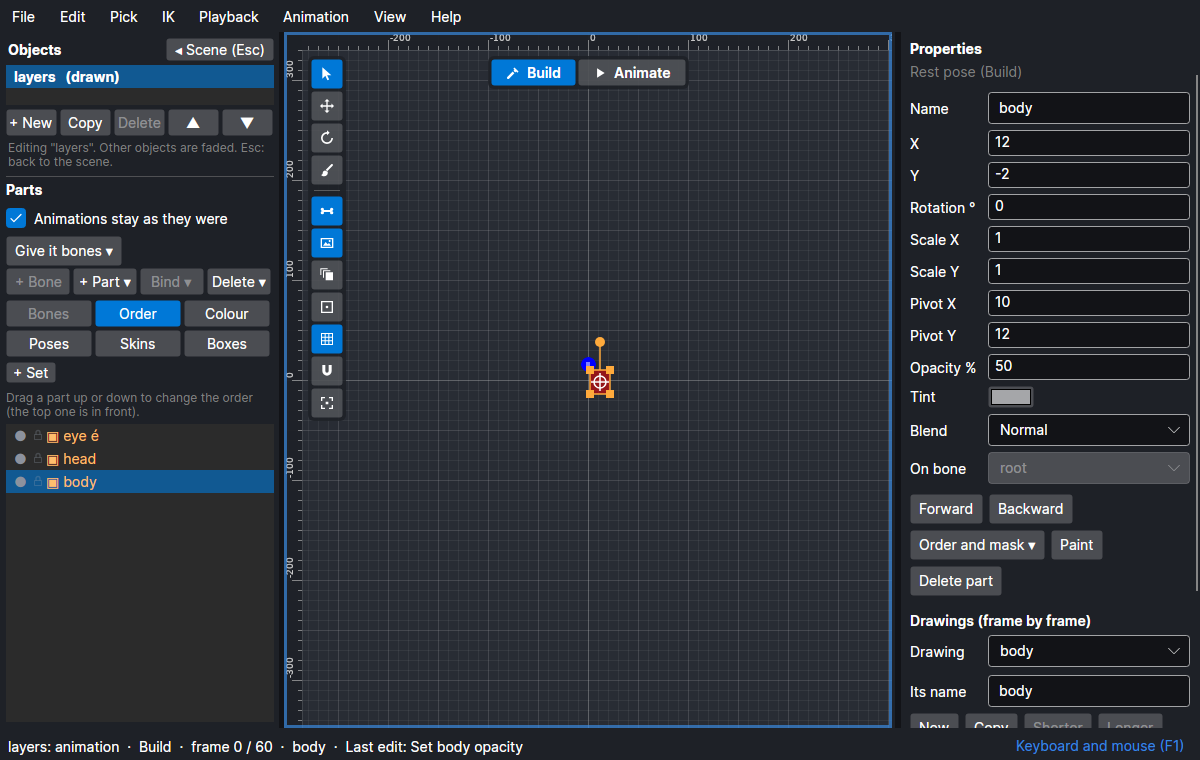 File Edit Pick IK Playback Animation View Help
Objects
◂ Scene (Esc)
layers (drawn)
+ New Copy Delete ▲ ▼
Editing "layers". Other objects are faded. Esc:
back to the scene.
Parts
Animations stay as they were
Give it bones ▾
+ Bone + Part ▾ Bind ▾ Delete ▾
Bones Order Colour
Poses Skins Boxes
+ Set
Drag a part up or down to change the order
(the top one is in front).
eye é
head
body
-200 -100 0 100 200
300
200
100
0
-100
-200
-300
Build Animate
Properties
Rest pose (Build)
Name body
X 12
Y -2
Rotation ° 0
Scale X 1
Scale Y 1
Pivot X 10
Pivot Y 12
Opacity % 50
Tint
Blend Normal
On bone root
Forward Backward
Order and mask ▾ Paint
Delete part
Drawings (frame by frame)
Drawing body
Its name body
New Copy Shorter Longer
layers: animation · Build · frame 0 / 60 · body · Last edit: Set body opacity
Keyboard and mouse (F1)